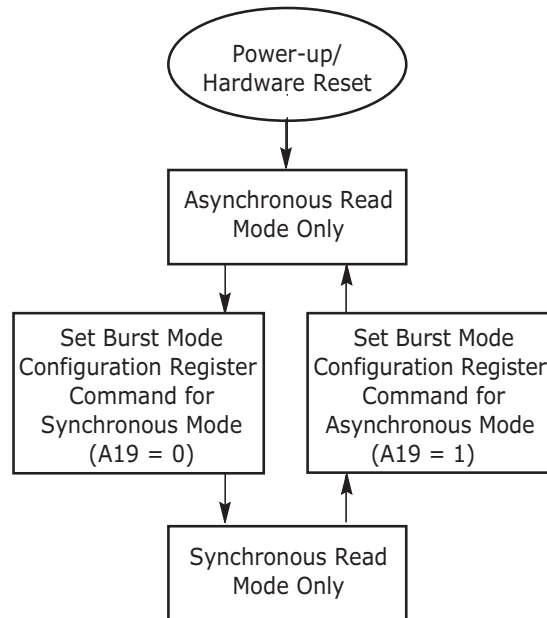 Power-up/
Hardware Reset
Asynchronous Read
Mode Only
Set Burst Mode
Configuration Register
Command for
Synchronous Mode
(A19 = 0)
Set Burst Mode
Configuration Register
Command for
Asynchronous Mode
(A19 = 1)
Synchronous Read
Mode Only